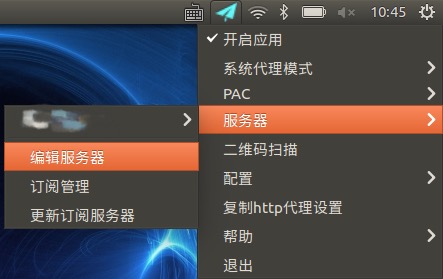 10:45
开启应用
系统代理模式
PAC
服务器
编辑服务器
订阅管理
更新订阅服务器
二维码扫描
配置
复制http代理设置
帮助
退出